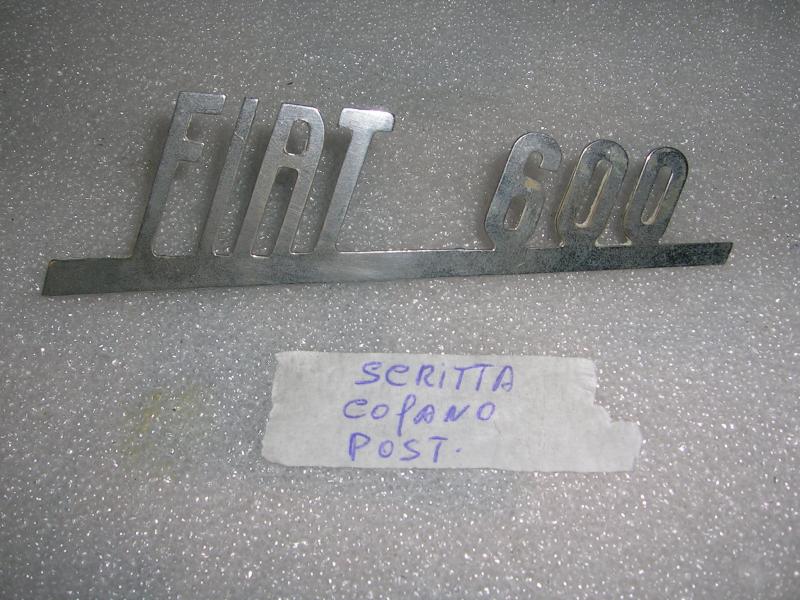 FIAT 600
SCRITTA
COFANO
POST.